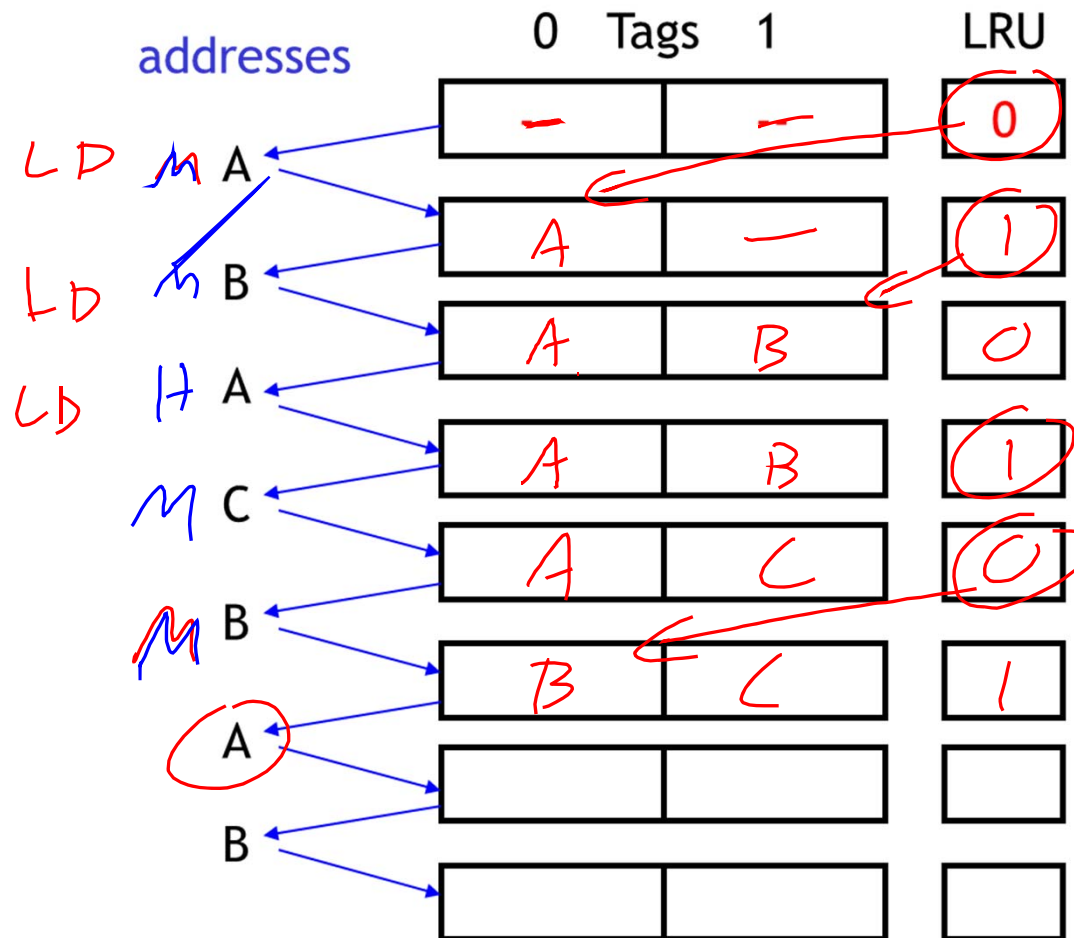 0 Tags 1 LRU
addresses
- - 0
LD M A
A - 1
LD M B
A B 0
LD H A
A B 1
M C
A C 0
M B
B C 1
A
B